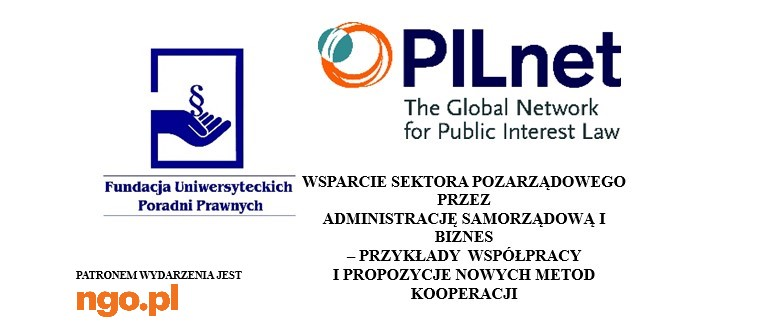 PILnet
The Global Network
for Public Interest Law
§
Fundacja Uniwersyteckich
Poradni Prawnych
WSPARCIE SEKTORA POZARZĄDOWEGO
PRZEZ
ADMINISTRACJĘ SAMORZĄDOWĄ I
BIZNES
– PRZYKŁADY WSPÓŁPRACY
I PROPOZYCJE NOWYCH METOD
KOOPERACJI
PATRONEM WYDARZENIA JEST
ngo.pl